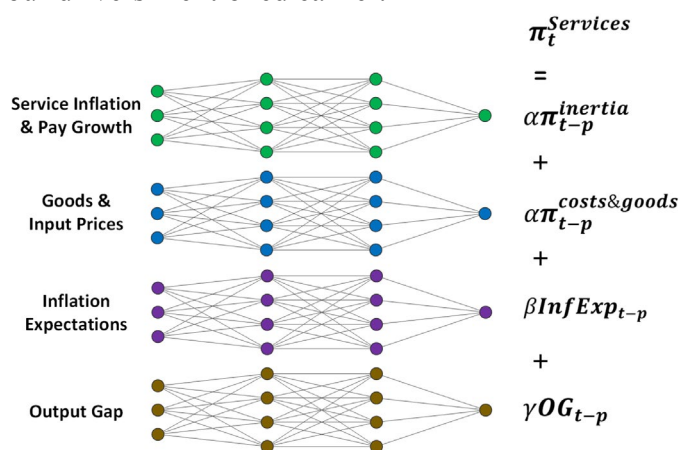 π_t^Services
=
Service Inflation
& Pay Growth
απ_{t−p}^{inertia}
+
Goods &
Input Prices
απ_{t−p}^{costs&goods}
+
Inflation
Expectations
βInfExp_{t−p}
+
Output Gap
γOG_{t−p}